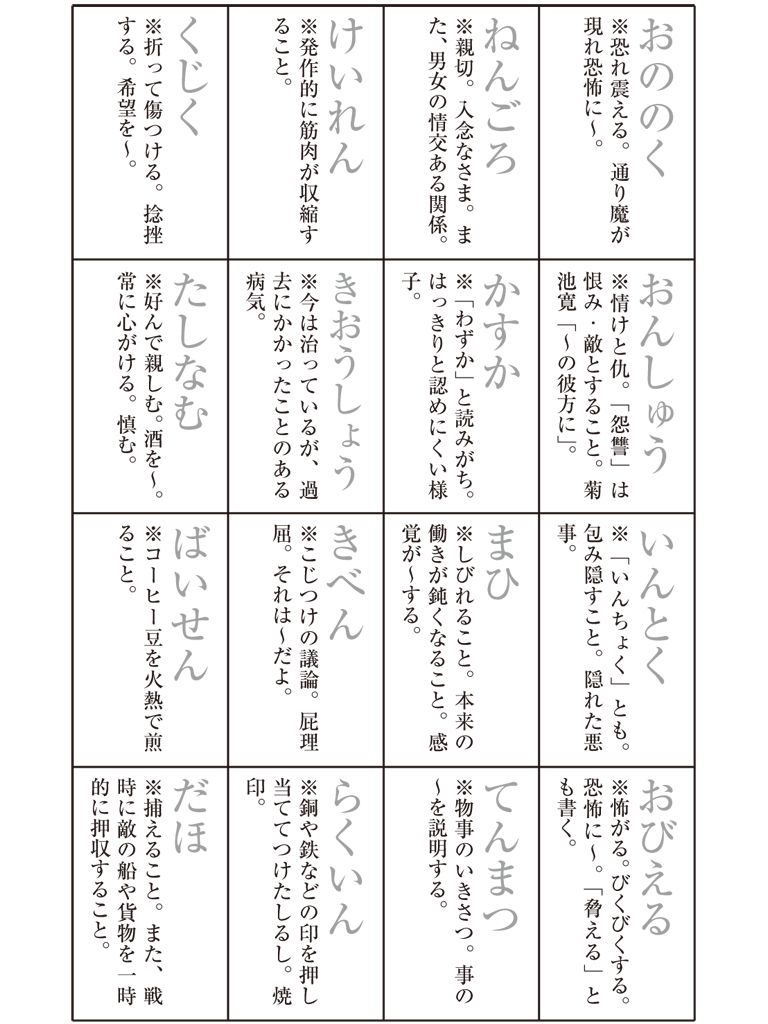 おののく
※恐れ震える。通り魔が
現れ恐怖に～。
ねんごろ
※親切。入念なさま。ま
た、男女の情交ある関係。
けいれん
※発作的に筋肉が収縮す
ること。
くじく
※折って傷つける。捻挫
する。希望を～。
おんしゅう
※情けと仇。「怨讐」は
恨み・敵とすること。菊
池寛「～の彼方に」。
かすか
※「わずか」と読みがち。
はっきりと認めにくい様
子。
きおうしょう
※今は治っているが、過
去にかかったことのある
病気。
たしなむ
※好んで親しむ。酒を～。
常に心がける。慎む。
いんとく
※「いんちょく」とも。
包み隠すこと。隠れた悪
事。
まひ
※しびれること。本来の
働きが鈍くなること。感
覚が～する。
きべん
※こじつけの議論。屁理
屈。それは～だよ。
ばいせん
※コーヒー豆を火熱で煎
ること。
おびえる
※怖がる。びくびくする。
恐怖に～。「脅える」と
も書く。
てんまつ
※物事のいきさつ。事の
～を説明する。
らくいん
※銅や鉄などの印を押し
当ててつけたしるし。焼
印。
だほ
※捕えること。また、戦
時に敵の船や貨物を一時
的に押収すること。